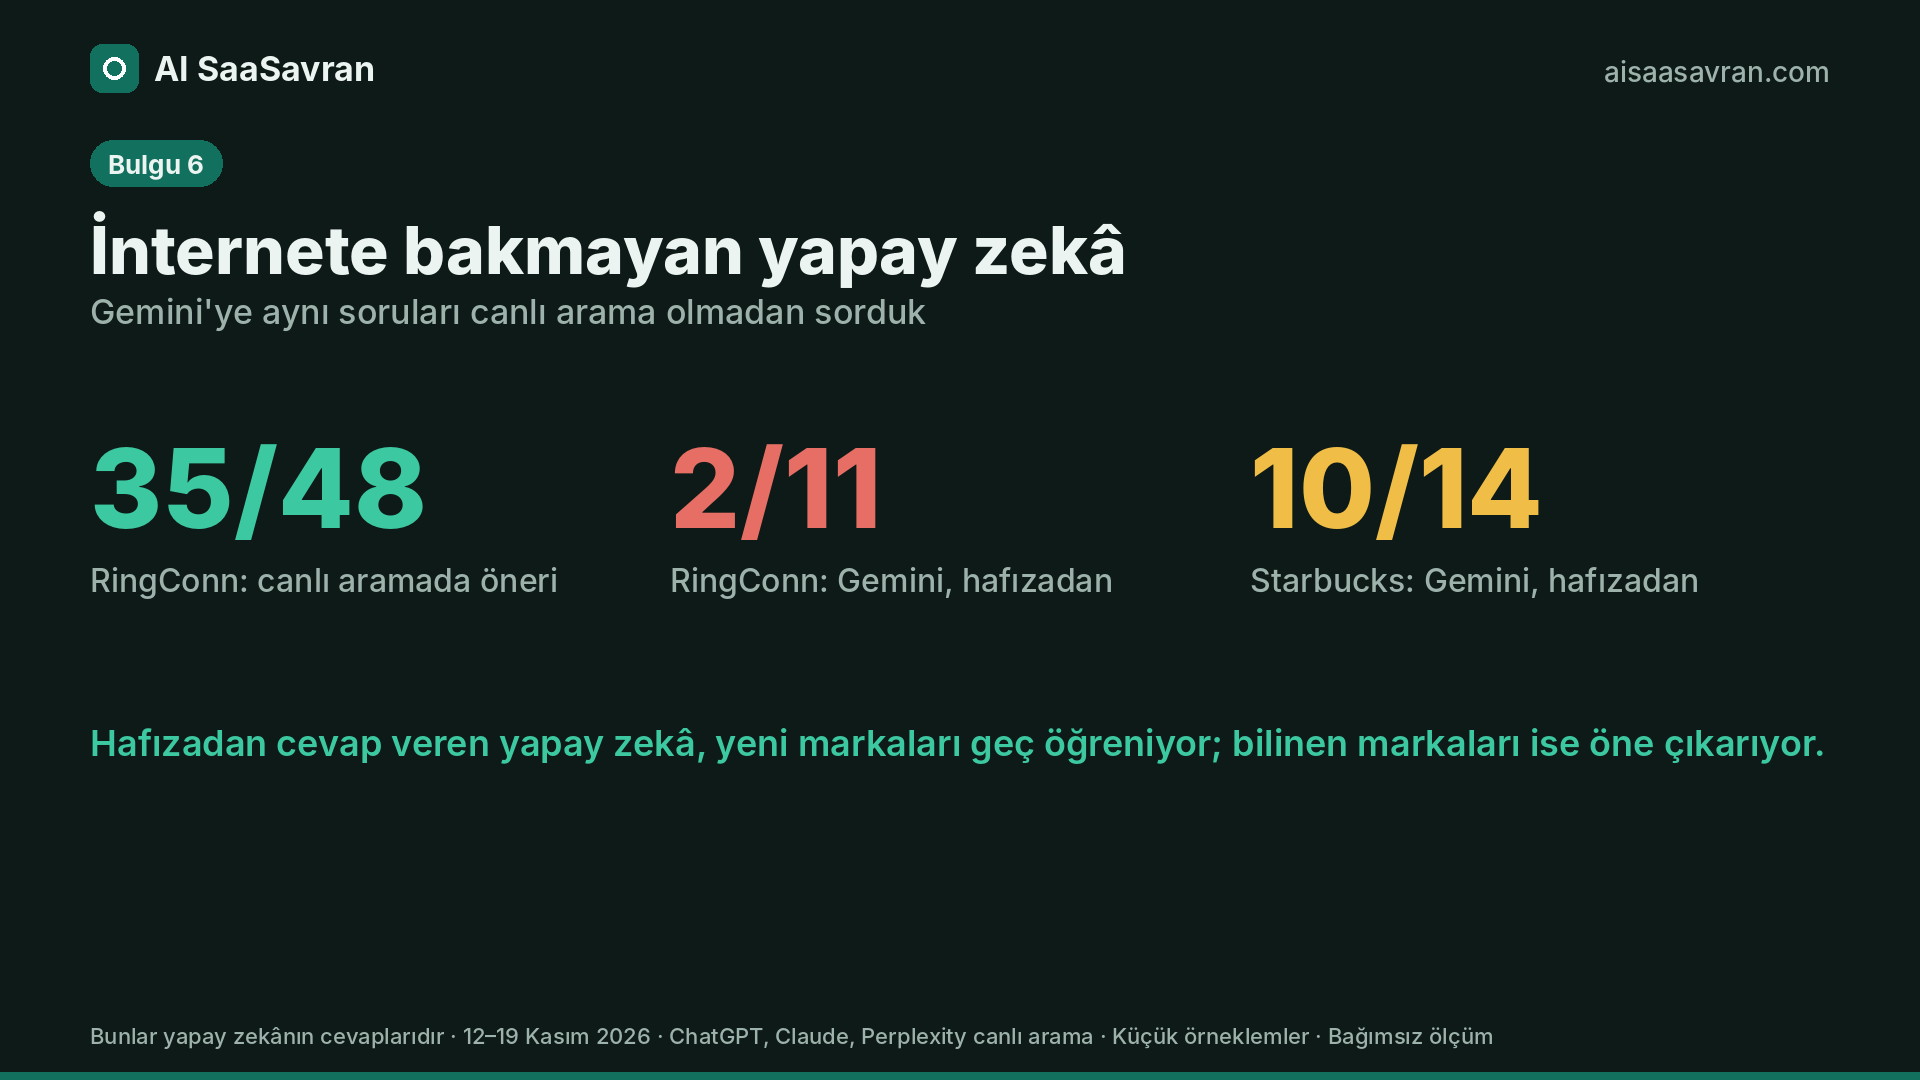 AI SaaSavran
aisaasavran.com
Bulgu 6
İnternete bakmayan yapay zekâ
Gemini'ye aynı soruları canlı arama olmadan sorduk
35/48
RingConn: canlı aramada öneri
2/11
RingConn: Gemini, hafızadan
10/14
Starbucks: Gemini, hafızadan
Hafızadan cevap veren yapay zekâ, yeni markaları geç öğreniyor; bilinen markaları ise öne çıkarıyor.
Bunlar yapay zekânın cevaplarıdır · 12–19 Kasım 2026 · ChatGPT, Claude, Perplexity canlı arama · Küçük örneklemler · Bağımsız ölçüm